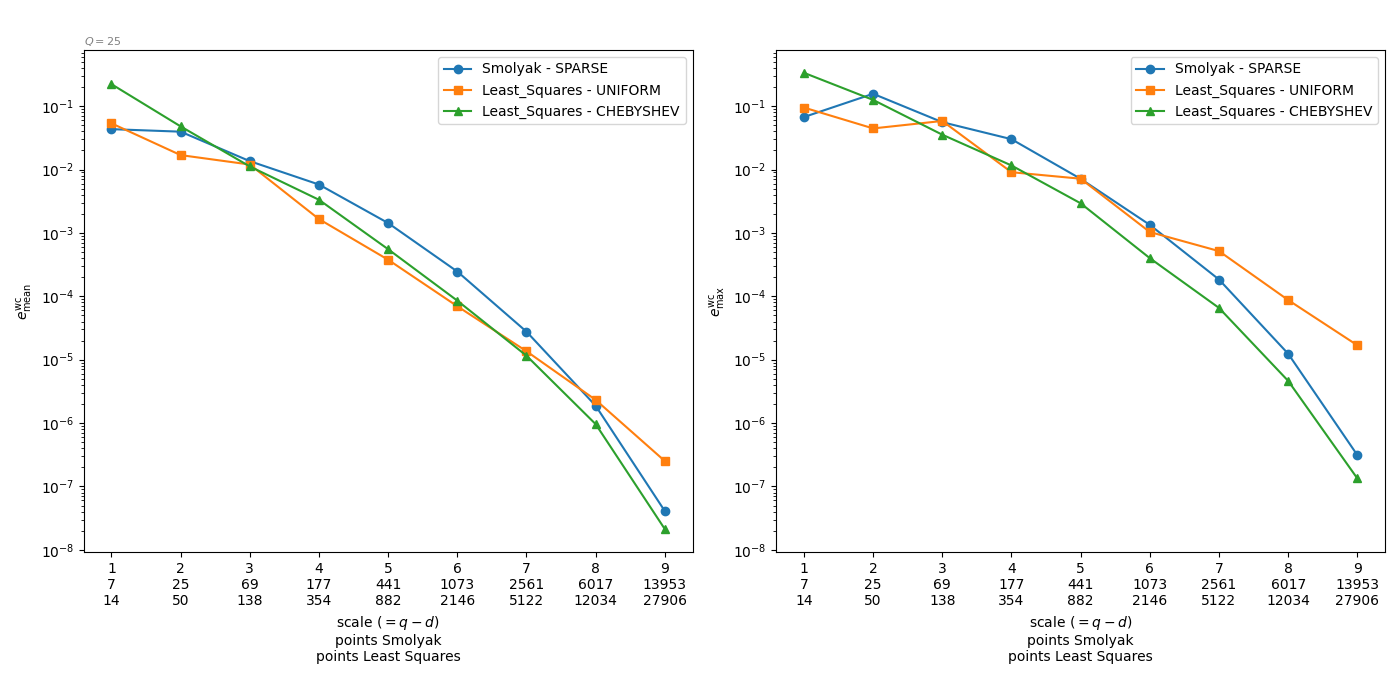 Q = 25
Smolyak - SPARSE
Least_Squares - UNIFORM
Least_Squares - CHEBYSHEV
10⁻¹
10⁻²
10⁻³
10⁻⁴
10⁻⁵
10⁻⁶
10⁻⁷
10⁻⁸
e^wc_mean
1 2 3 4 5 6 7 8 9
7 25 69 177 441 1073 2561 6017 13953
14 50 138 354 882 2146 5122 12034 27906
scale (= q − d)
points Smolyak
points Least Squares
Smolyak - SPARSE
Least_Squares - UNIFORM
Least_Squares - CHEBYSHEV
10⁻¹
10⁻²
10⁻³
10⁻⁴
10⁻⁵
10⁻⁶
10⁻⁷
10⁻⁸
e^wc_max
1 2 3 4 5 6 7 8 9
7 25 69 177 441 1073 2561 6017 13953
14 50 138 354 882 2146 5122 12034 27906
scale (= q − d)
points Smolyak
points Least Squares